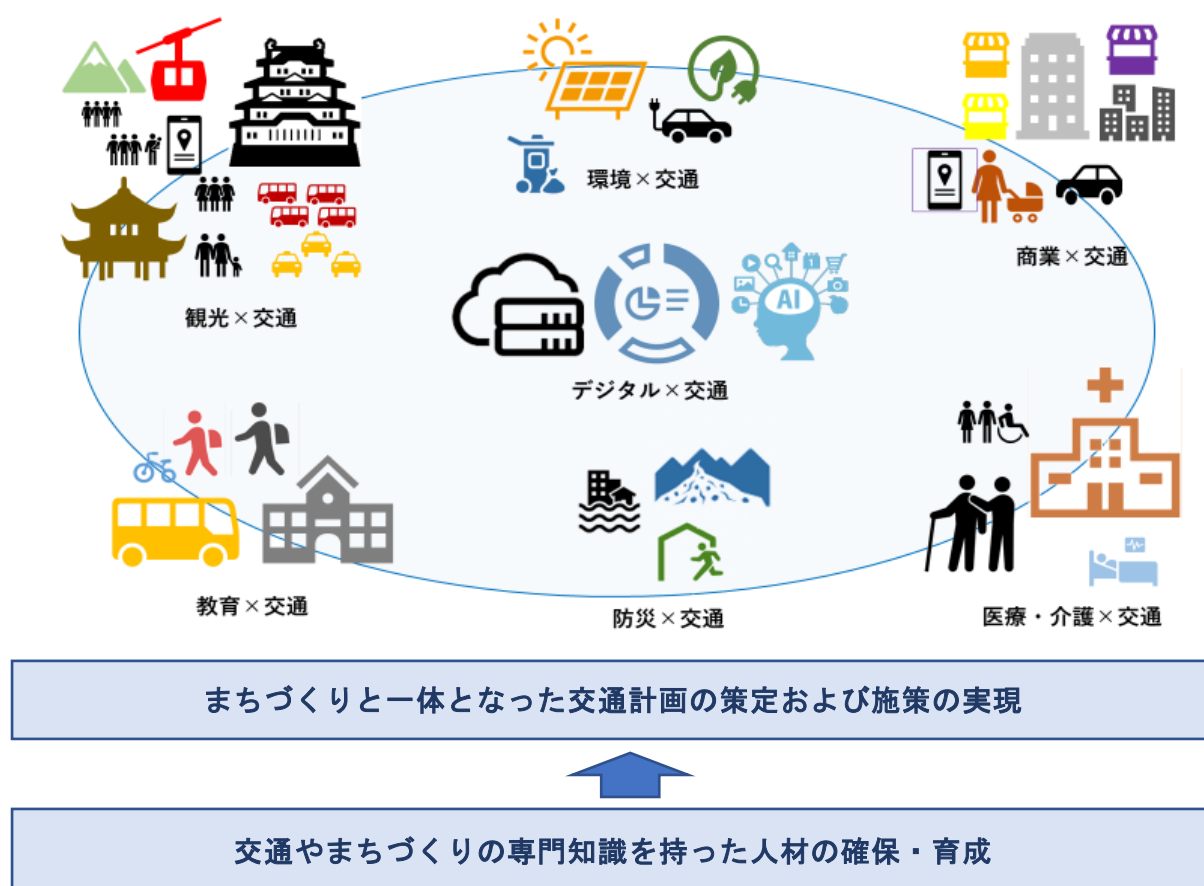 環境×交通
商業×交通
観光×交通
AI
デジタル×交通
教育×交通
防災×交通
医療・介護×交通
まちづくりと一体となった交通計画の策定および施策の実現
交通やまちづくりの専門知識を持った人材の確保・育成